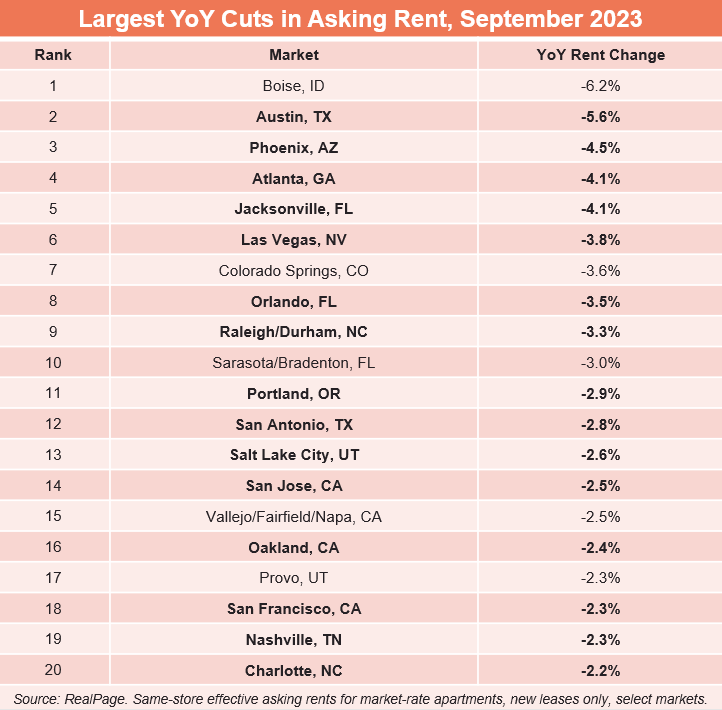 Largest YoY Cuts in Asking Rent, September 2023
Rank Market YoY Rent Change
1 Boise, ID -6.2%
2 Austin, TX -5.6%
3 Phoenix, AZ -4.5%
4 Atlanta, GA -4.1%
5 Jacksonville, FL -4.1%
6 Las Vegas, NV -3.8%
7 Colorado Springs, CO -3.6%
8 Orlando, FL -3.5%
9 Raleigh/Durham, NC -3.3%
10 Sarasota/Bradenton, FL -3.0%
11 Portland, OR -2.9%
12 San Antonio, TX -2.8%
13 Salt Lake City, UT -2.6%
14 San Jose, CA -2.5%
15 Vallejo/Fairfield/Napa, CA -2.5%
16 Oakland, CA -2.4%
17 Provo, UT -2.3%
18 San Francisco, CA -2.3%
19 Nashville, TN -2.3%
20 Charlotte, NC -2.2%
Source: RealPage. Same-store effective asking rents for market-rate apartments, new leases only, select markets.